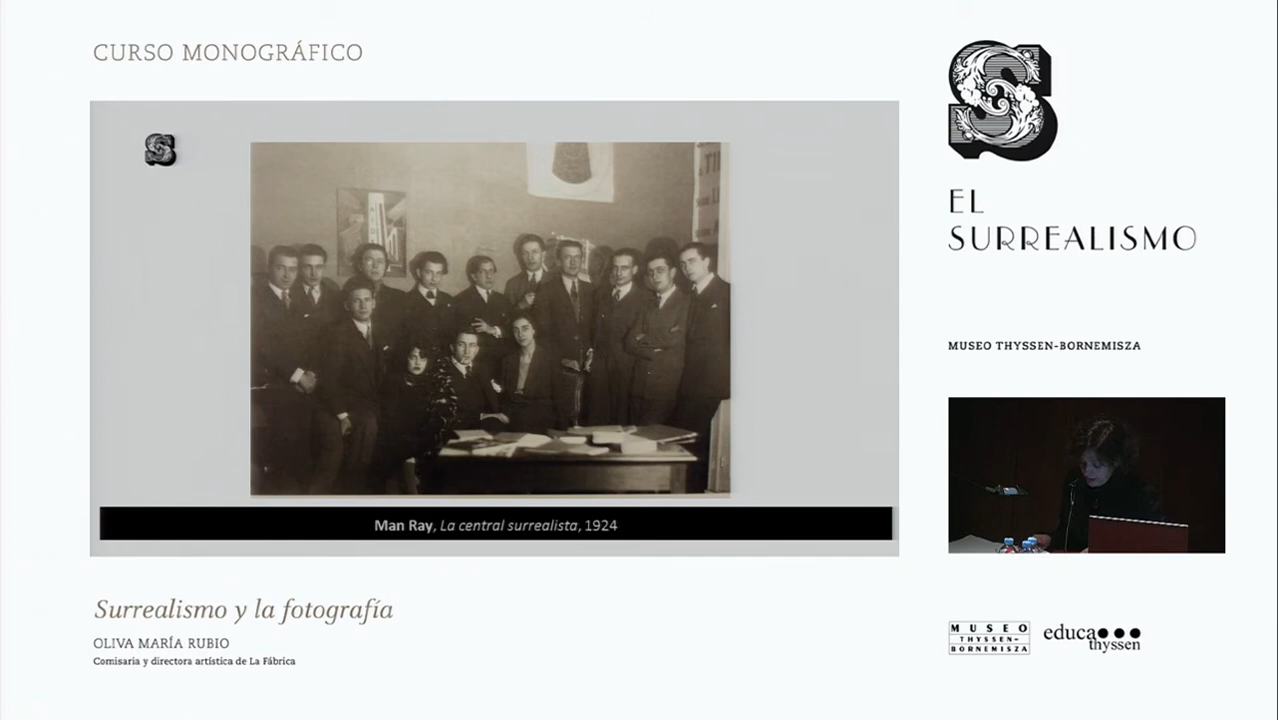 CURSO MONOGRÁFICO
S
S
EL
SURREALISMO
MUSEO THYSSEN-BORNEMISZA
Man Ray, La central surrealista, 1924
Surrealismo y la fotografía
OLIVA MARÍA RUBIO
Comisaria y directora artística de La Fábrica
MUSEO
THYSSEN-
BORNEMISZA
educa
thyssen